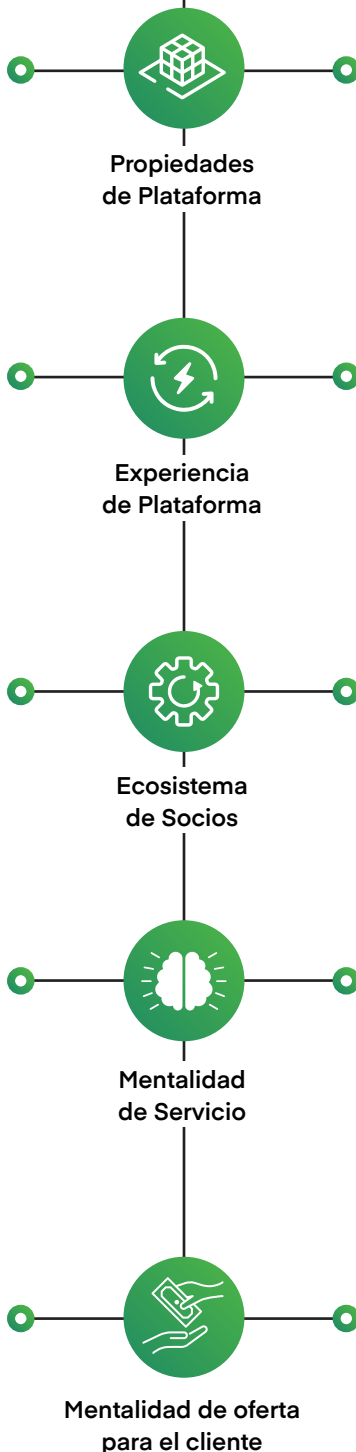 Propiedades
de Plataforma
Experiencia
de Plataforma
Ecosistema
de Socios
Mentalidad
de Servicio
Mentalidad de oferta
para el cliente